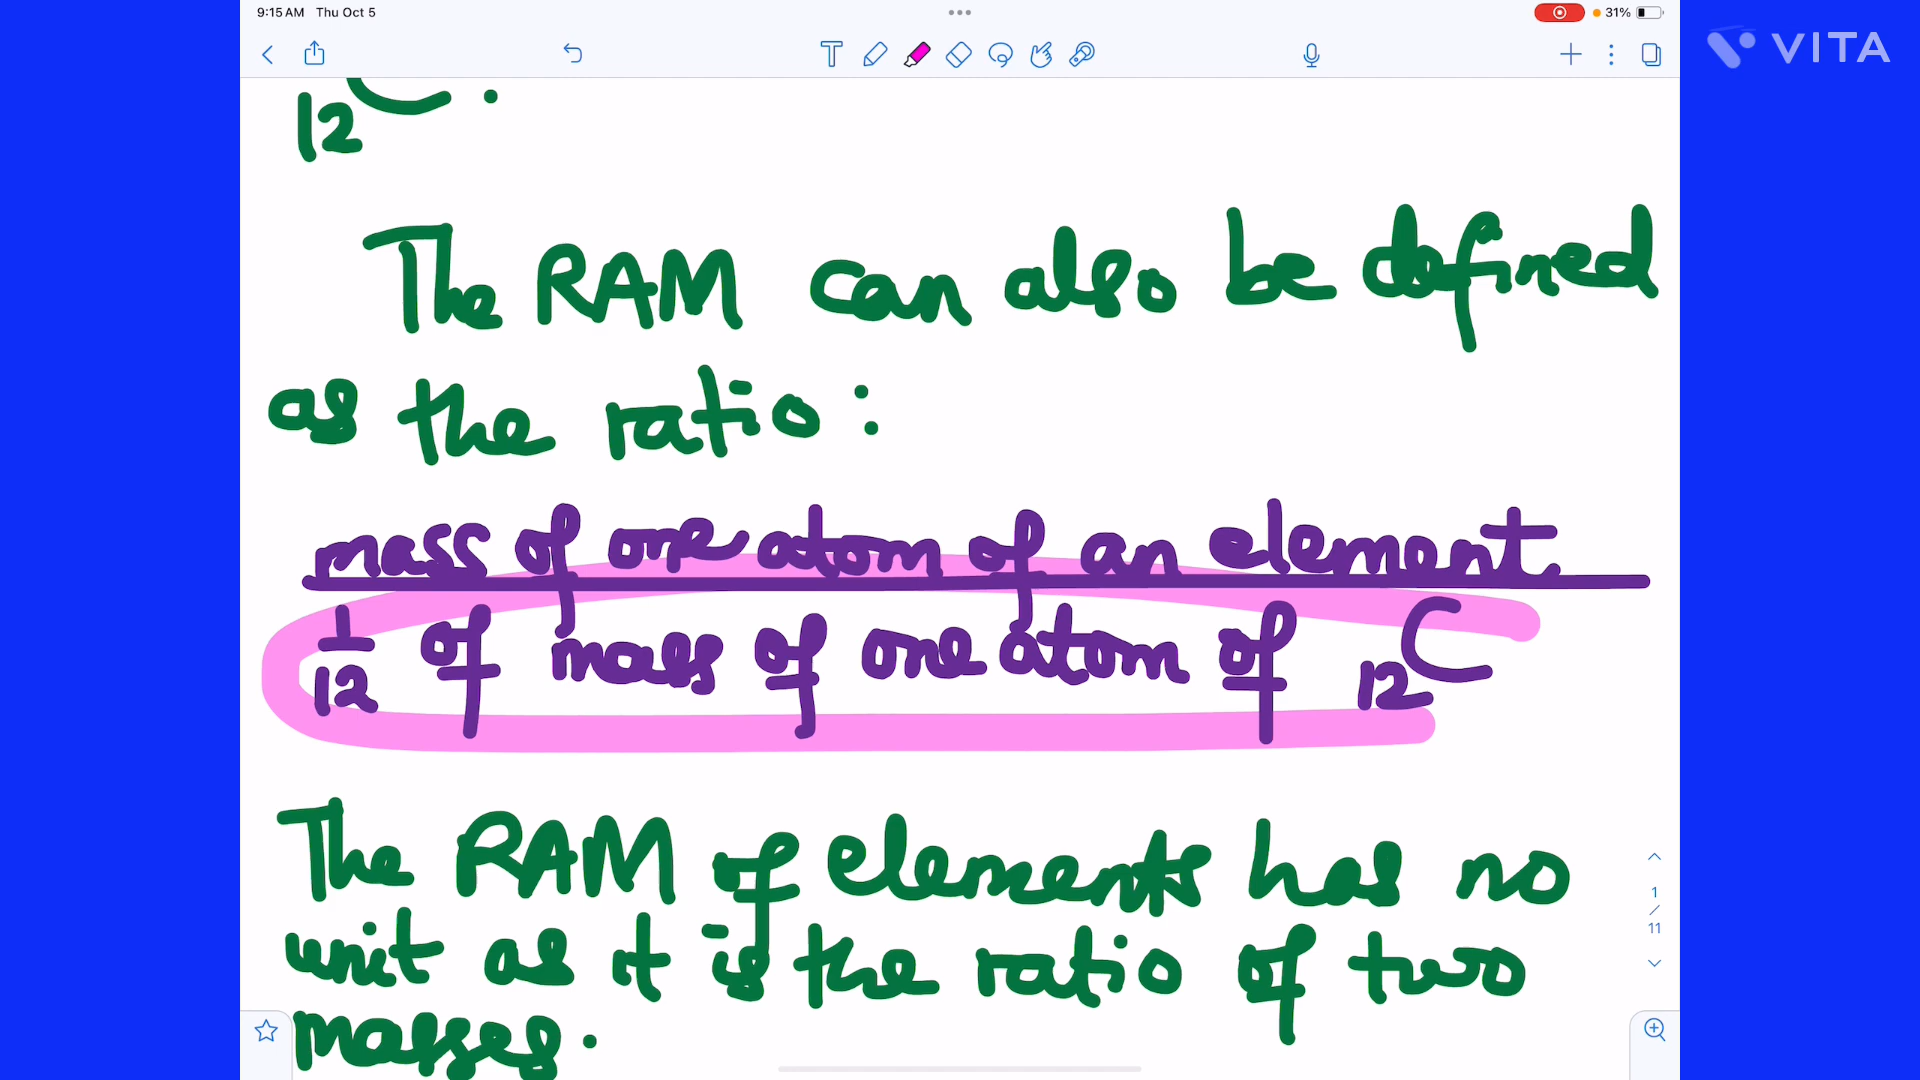 9:15 AM Thu Oct 5
31%
VITA
12C.
The RAM can also be defined
as the ratio:
mass of one atom of an element
1/12 of mass of one atom of 12C
The RAM of elements has no
unit as it is the ratio of two
masses.
1
/
11